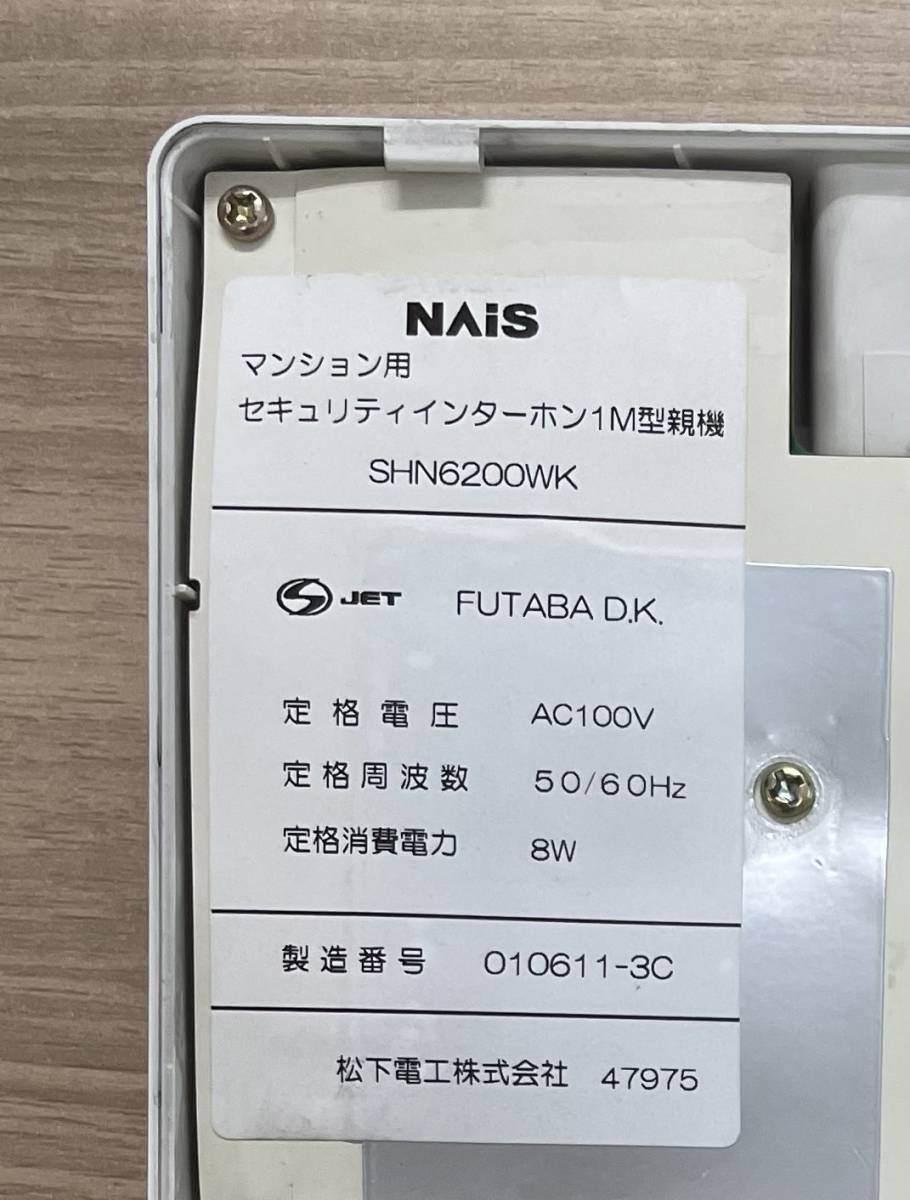 NAiS
マンション用
セキュリティインターホン1M型親機
SHN6200WK
JET FUTABA D.K.
定格電圧 AC100V
定格周波数 50/60Hz
定格消費電力 8W
製造番号 010611-3C
松下電工株式会社 47975